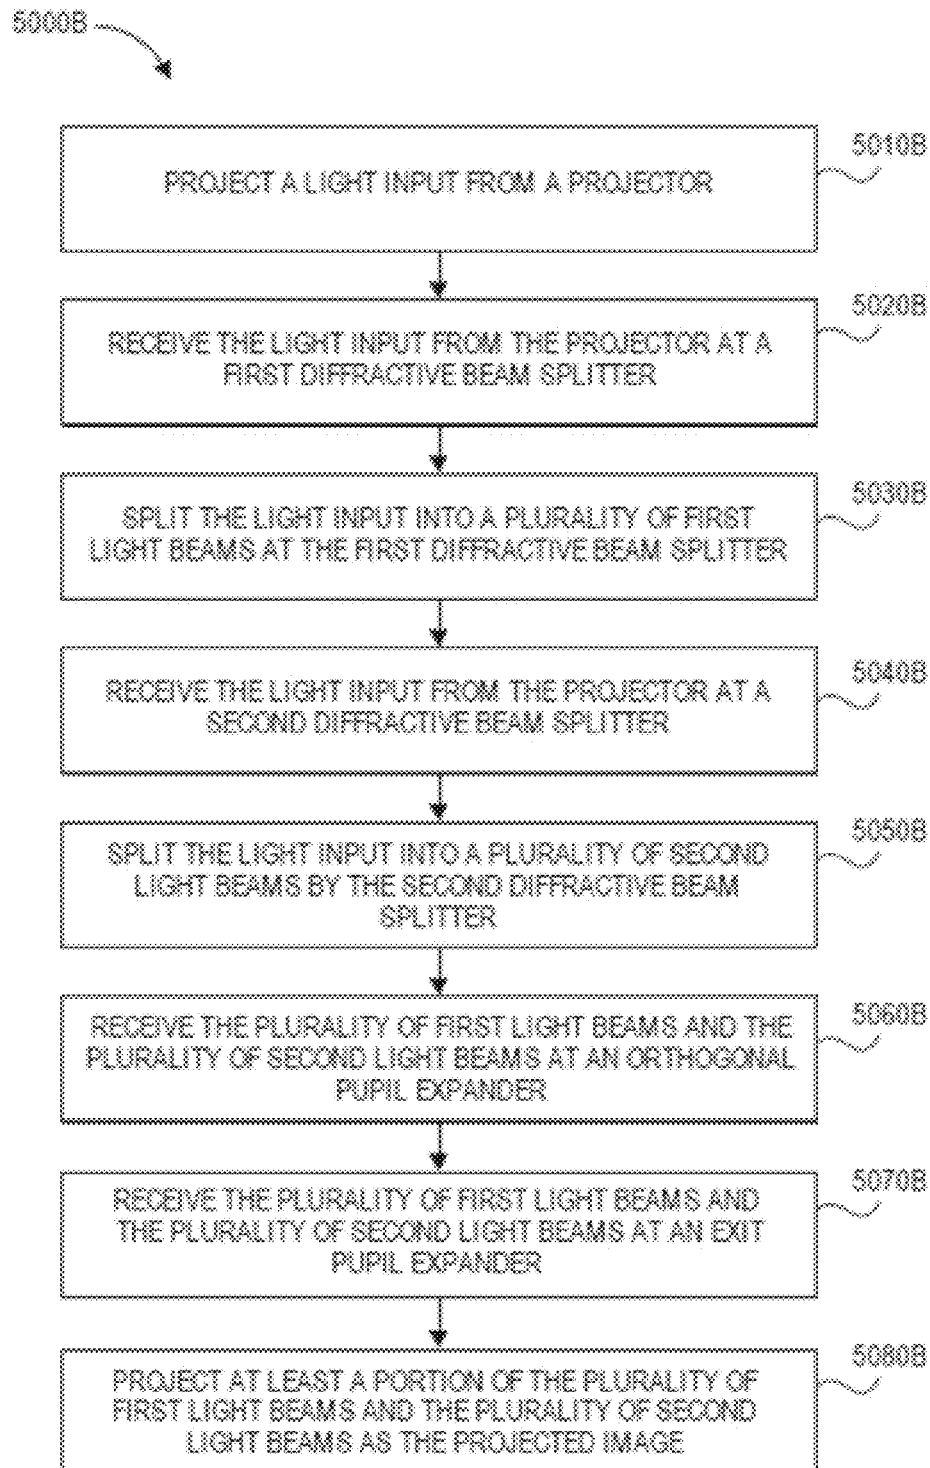 5000B
5010B
PROJECT A LIGHT INPUT FROM A PROJECTOR
5020B
RECEIVE THE LIGHT INPUT FROM THE PROJECTOR AT A
FIRST DIFFRACTIVE BEAM SPLITTER
5030B
SPLIT THE LIGHT INPUT INTO A PLURALITY OF FIRST
LIGHT BEAMS AT THE FIRST DIFFRACTIVE BEAM SPLITTER
5040B
RECEIVE THE LIGHT INPUT FROM THE PROJECTOR AT A
SECOND DIFFRACTIVE BEAM SPLITTER
5050B
SPLIT THE LIGHT INPUT INTO A PLURALITY OF SECOND
LIGHT BEAMS BY THE SECOND DIFFRACTIVE BEAM
SPLITTER
5060B
RECEIVE THE PLURALITY OF FIRST LIGHT BEAMS AND THE
PLURALITY OF SECOND LIGHT BEAMS AT AN ORTHOGONAL
PUPIL EXPANDER
5070B
RECEIVE THE PLURALITY OF FIRST LIGHT BEAMS AND
THE PLURALITY OF SECOND LIGHT BEAMS AT AN EXIT
PUPIL EXPANDER
5080B
PROJECT AT LEAST A PORTION OF THE PLURALITY OF
FIRST LIGHT BEAMS AND THE PLURALITY OF SECOND
LIGHT BEAMS AS THE PROJECTED IMAGE